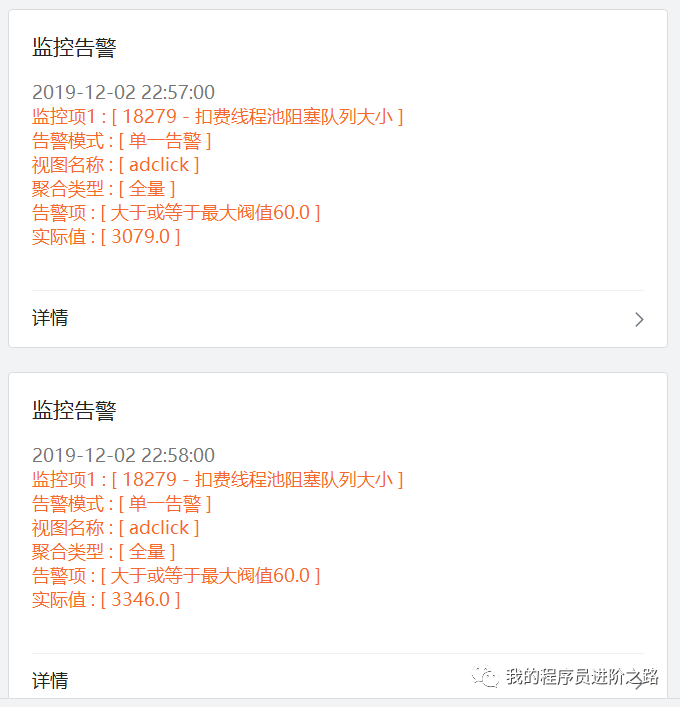 监控告警
2019-12-02 22:57:00
监控项1 : [ 18279 - 扣费线程池阻塞队列大小 ]
告警模式 : [ 单一告警 ]
视图名称 : [ adclick ]
聚合类型 : [ 全量 ]
告警项 : [ 大于或等于最大阀值60.0 ]
实际值 : [ 3079.0 ]
详情
监控告警
2019-12-02 22:58:00
监控项1 : [ 18279 - 扣费线程池阻塞队列大小 ]
告警模式 : [ 单一告警 ]
视图名称 : [ adclick ]
聚合类型 : [ 全量 ]
告警项 : [ 大于或等于最大阀值60.0 ]
实际值 : [ 3346.0 ]
详情
我的程序员进阶之路